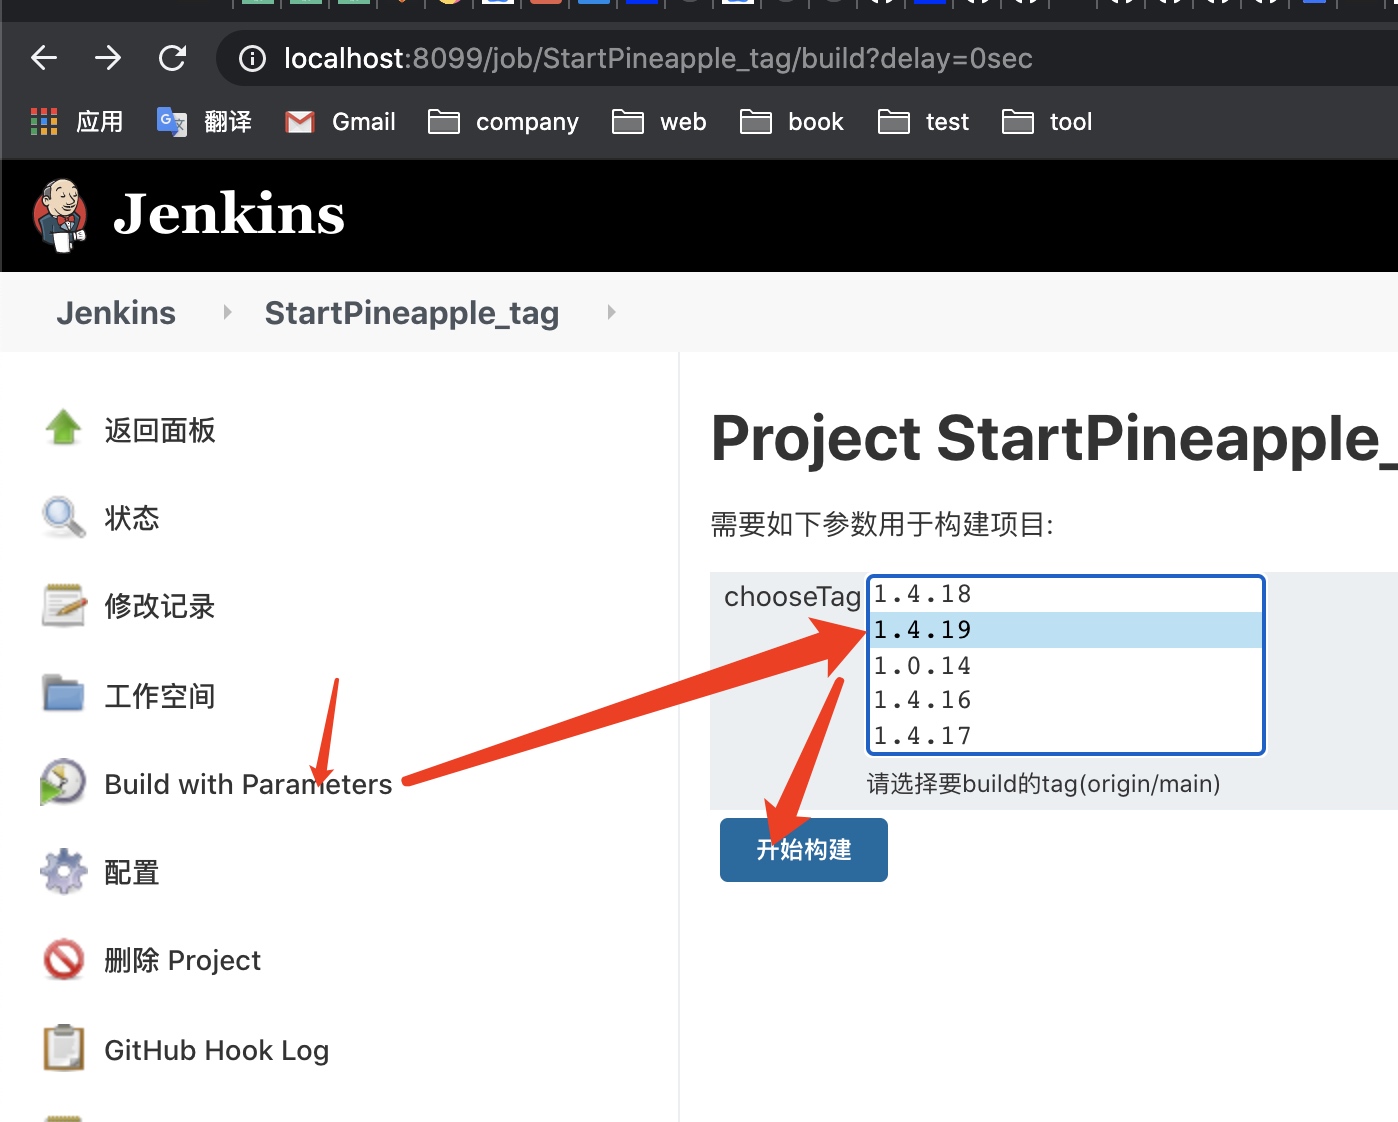 localhost:8099/job/StartPineapple_tag/build?delay=0sec
应用 翻译 Gmail company web book test tool
Jenkins
Jenkins StartPineapple_tag
返回面板
状态
修改记录
工作空间
Build with Parameters
配置
删除 Project
GitHub Hook Log
Project StartPineapple_
需要如下参数用于构建项目:
chooseTag
1.4.18
1.4.19
1.0.14
1.4.16
1.4.17
请选择要build的tag(origin/main)
开始构建